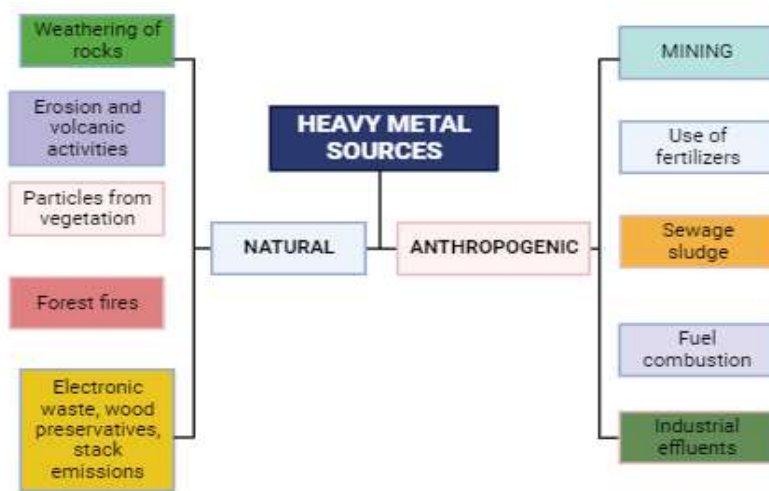 HEAVY METAL
SOURCES
NATURAL
ANTHROPOGENIC
Weathering of
rocks
Erosion and
volcanic
activities
Particles from
vegetation
Forest fires
Electronic
waste, wood
preservatives,
stack
emissions
MINING
Use of
fertilizers
Sewage
sludge
Fuel
combustion
Industrial
effluents